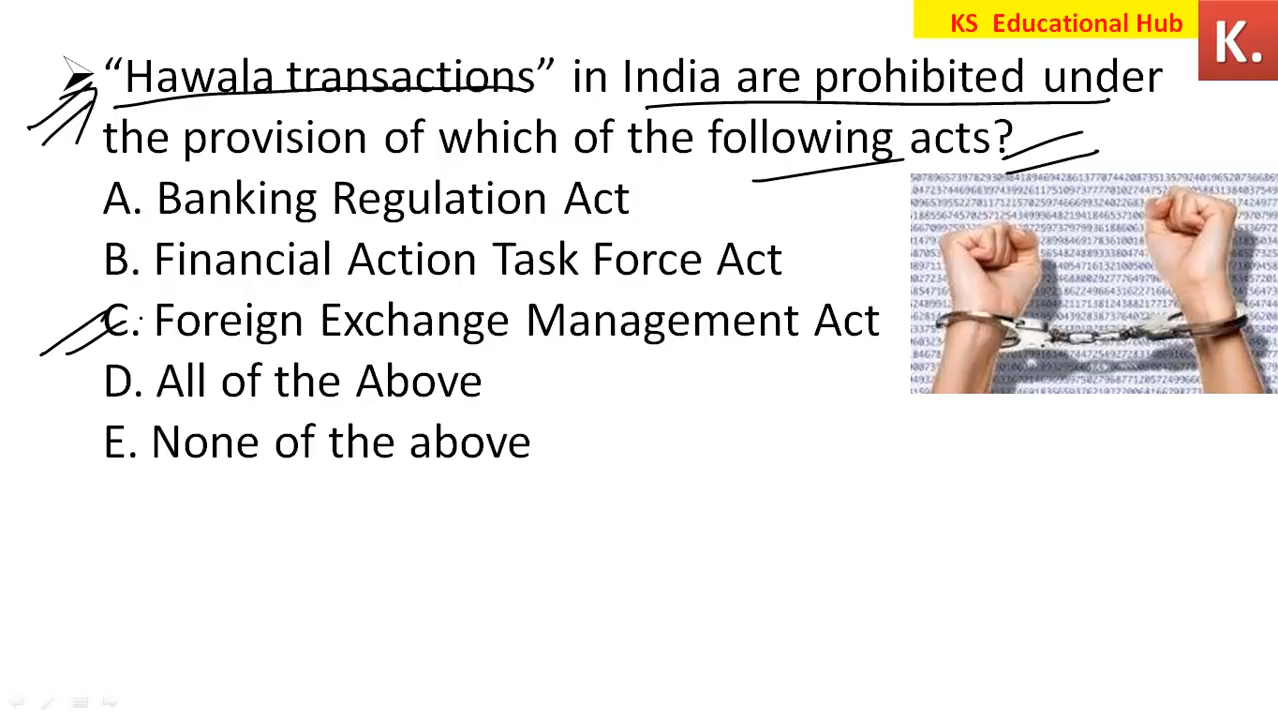 KS Educational Hub
K.
“Hawala transactions” in India are prohibited under
the provision of which of the following acts?
A. Banking Regulation Act
B. Financial Action Task Force Act
C. Foreign Exchange Management Act
D. All of the Above
E. None of the above